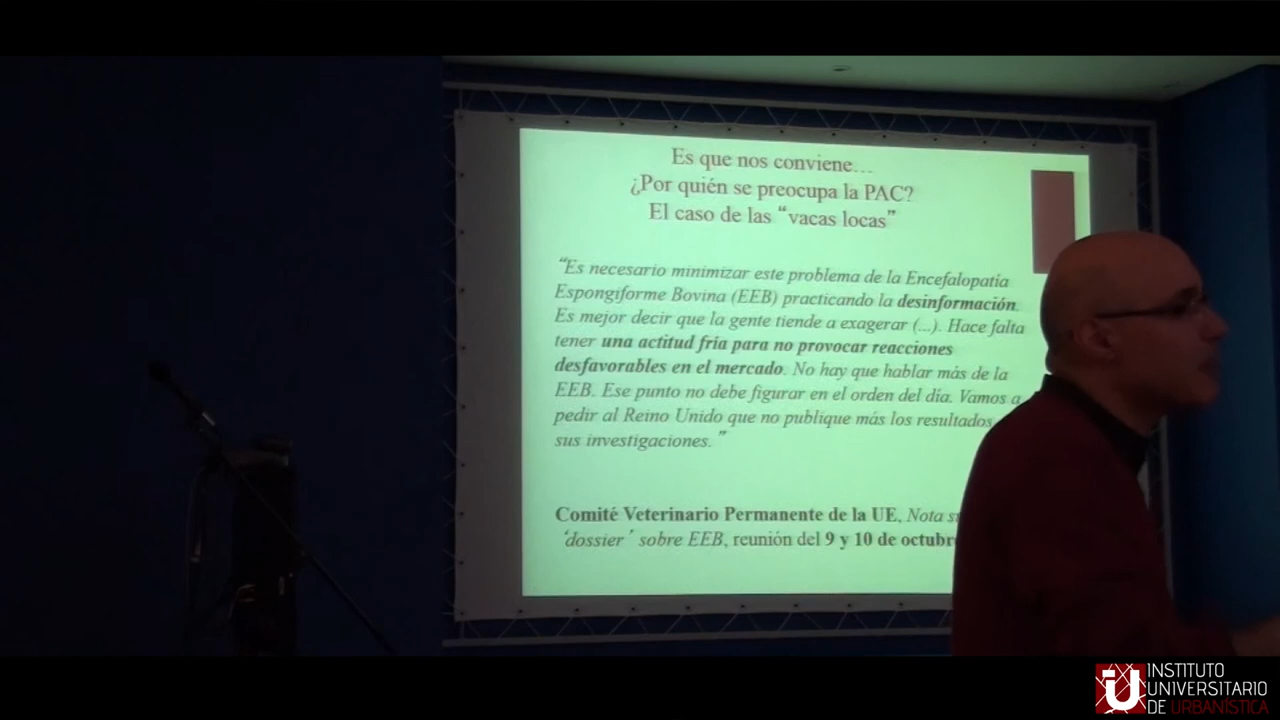 Es que nos conviene...
¿Por quién se preocupa la PAC?
El caso de las “vacas locas”
“Es necesario minimizar este problema de la Encefalopatía
Espongiforme Bovina (EEB) practicando la desinformación.
Es mejor decir que la gente tiende a exagerar (...). Hace falta
tener una actitud fría para no provocar reacciones
desfavorables en el mercado. No hay que hablar más de la
EEB. Ese punto no debe figurar en el orden del día. Vamos a
pedir al Reino Unido que no publique más los resultados
sus investigaciones.”
Comité Veterinario Permanente de la UE, Nota
‘dossier’ sobre EEB, reunión del 9 y 10 de octubr
iU INSTITUTO
UNIVERSITARIO
DE URBANÍSTICA